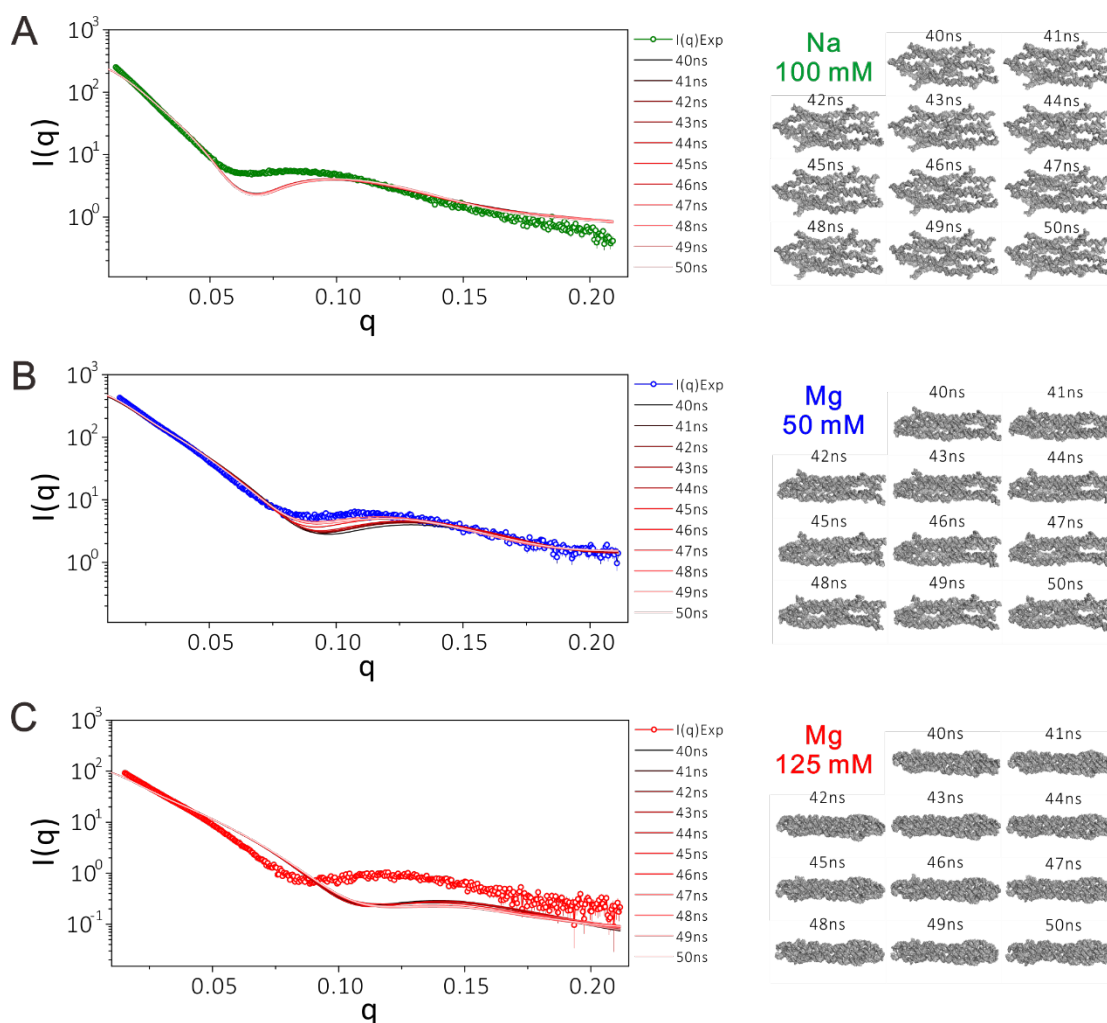 A
I(q)
10³
10²
10¹
10⁰
0.05 0.10 0.15 0.20
q
I(q)Exp
40ns
41ns
42ns
43ns
44ns
45ns
46ns
47ns
48ns
49ns
50ns
Na
100 mM
40ns 41ns
42ns 43ns 44ns
45ns 46ns 47ns
48ns 49ns 50ns
B
I(q)
10³
10²
10¹
10⁰
0.05 0.10 0.15 0.20
q
I(q)Exp
40ns
41ns
42ns
43ns
44ns
45ns
46ns
47ns
48ns
49ns
50ns
Mg
50 mM
40ns 41ns
42ns 43ns 44ns
45ns 46ns 47ns
48ns 49ns 50ns
C
I(q)
10³
10²
10¹
10⁰
10⁻¹
0.05 0.10 0.15 0.20
q
I(q)Exp
40ns
41ns
42ns
43ns
44ns
45ns
46ns
47ns
48ns
49ns
50ns
Mg
125 mM
40ns 41ns
42ns 43ns 44ns
45ns 46ns 47ns
48ns 49ns 50ns